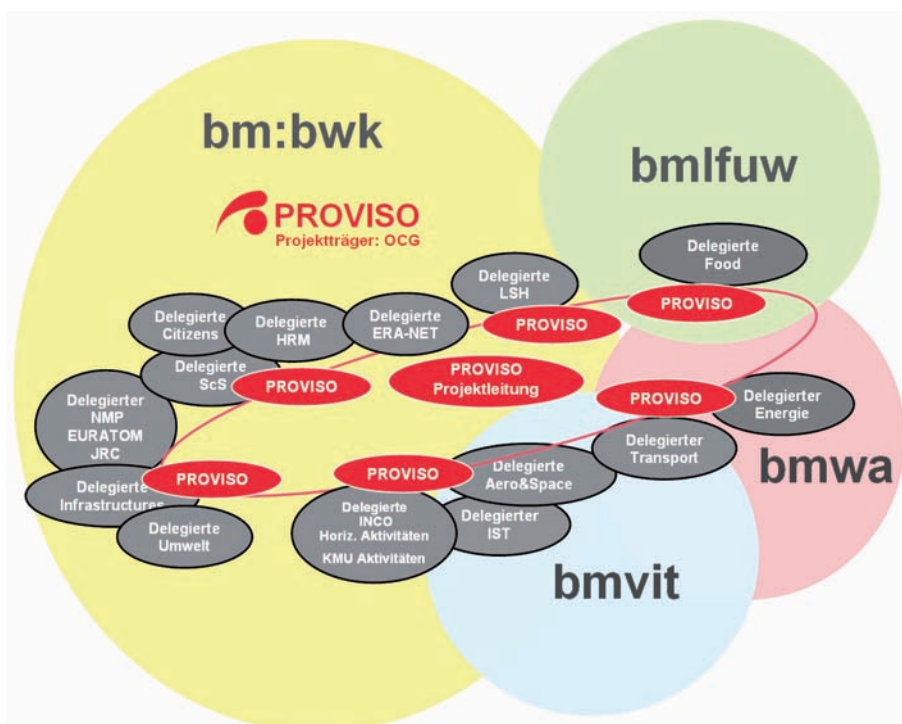 bm:bwk
bmlfuw
PROVISO
Projektträger: OCG
Delegierte
Food
Delegierte
LSH
PROVISO
PROVISO
Delegierte
Citizens
Delegierte
HRM
Delegierte
ERA-NET
Delegierte
ScS
PROVISO
PROVISO
Projektleitung
PROVISO
Delegierter
Energie
Delegierter
NMP
EURATOM
JRC
Delegierter
Transport
bmwa
PROVISO
PROVISO
Delegierte
Aero&Space
Delegierte
Infrastructures
Delegierte
Umwelt
Delegierte
INCO
Horiz. Aktivitäten
KMU Aktivitäten
Delegierter
IST
bmvit